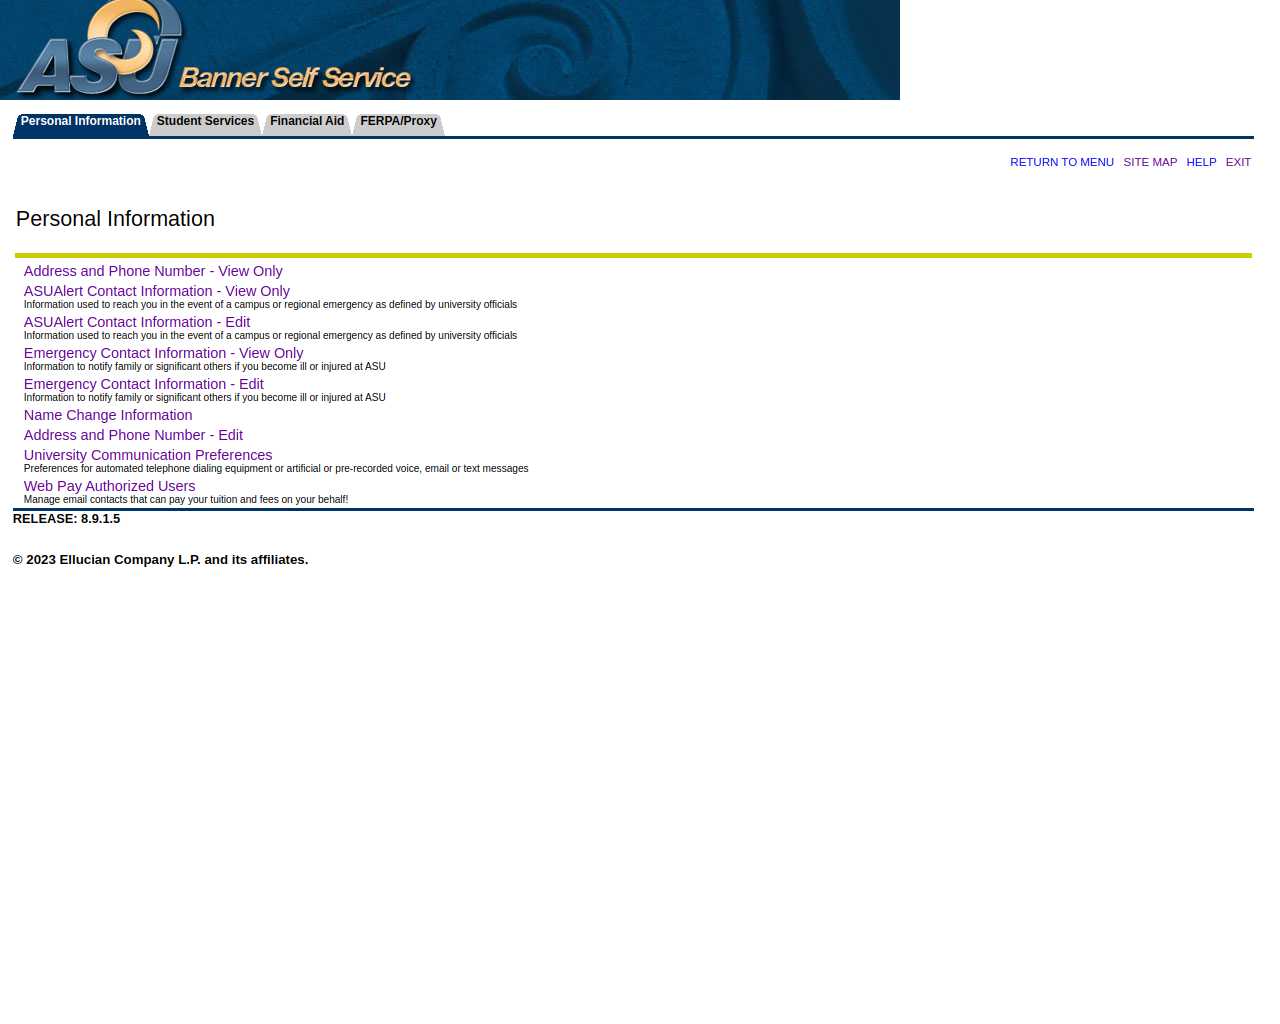 ASU Banner Self Service
Personal Information Student Services Financial Aid FERPA/Proxy
RETURN TO MENU SITE MAP HELP EXIT
Personal Information
Address and Phone Number - View Only
ASUAlert Contact Information - View Only
Information used to reach you in the event of a campus or regional emergency as defined by university officials
ASUAlert Contact Information - Edit
Information used to reach you in the event of a campus or regional emergency as defined by university officials
Emergency Contact Information - View Only
Information to notify family or significant others if you become ill or injured at ASU
Emergency Contact Information - Edit
Information to notify family or significant others if you become ill or injured at ASU
Name Change Information
Address and Phone Number - Edit
University Communication Preferences
Preferences for automated telephone dialing equipment or artificial or pre-recorded voice, email or text messages
Web Pay Authorized Users
Manage email contacts that can pay your tuition and fees on your behalf!
RELEASE: 8.9.1.5
© 2023 Ellucian Company L.P. and its affiliates.